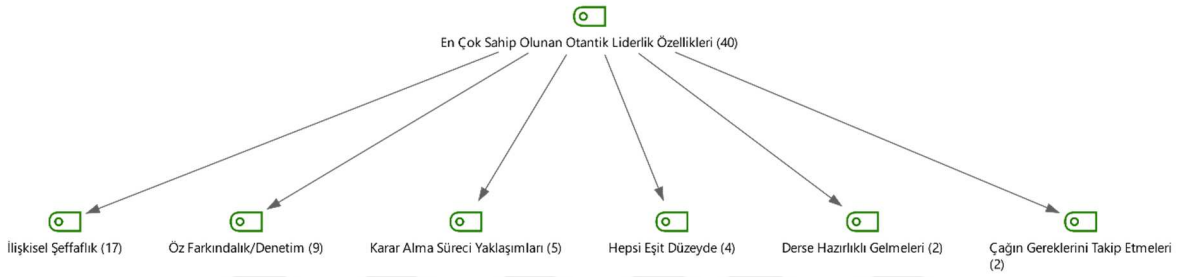 En Çok Sahip Olunan Otantik Liderlik Özellikleri (40)
İlişkisel Şeffaflık (17)
Öz Farkındalık/Denetim (9)
Karar Alma Süreci Yaklaşımları (5)
Hepsi Eşit Düzeyde (4)
Derse Hazırlıklı Gelmeleri (2)
Çağın Gereklerini Takip Etmeleri
(2)